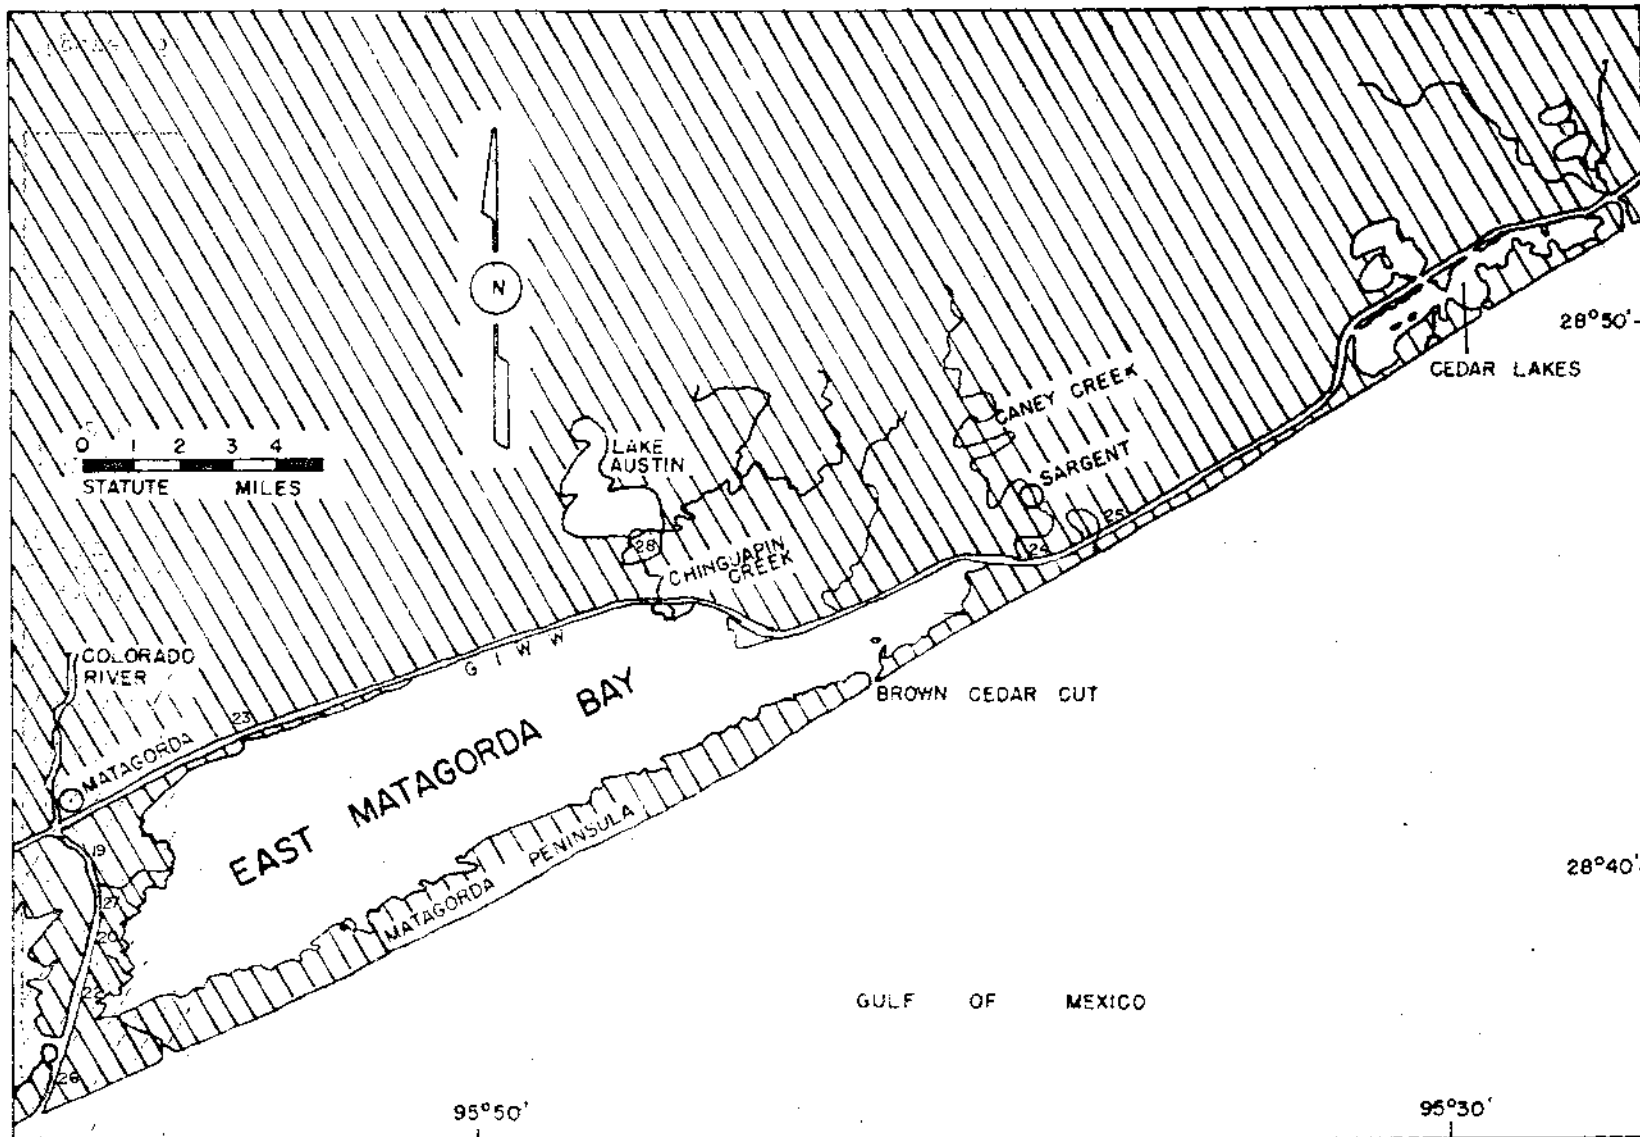 N
28°50'
CEDAR LAKES
CANEY CREEK
SARGENT
0 1 2 3 4
STATUTE MILES
LAKE
AUSTIN
25
24
28
CHINGUAPIN
CREEK
G I W W
COLORADO
RIVER
BROWN CEDAR CUT
23
MATAGORDA
EAST MATAGORDA BAY
MATAGORDA PENINSULA
19
28°40'
27
20
22
GULF OF MEXICO
26
95°50'
95°30'